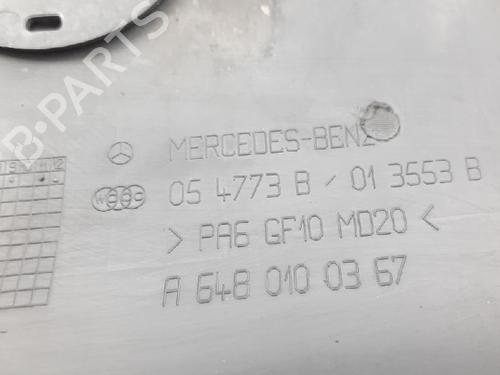 B-PARTS
MERCEDES-BENZ
05 4773 B / 01 3553 B
> PA6 GF10 MD20 <
A 648 010 03 67